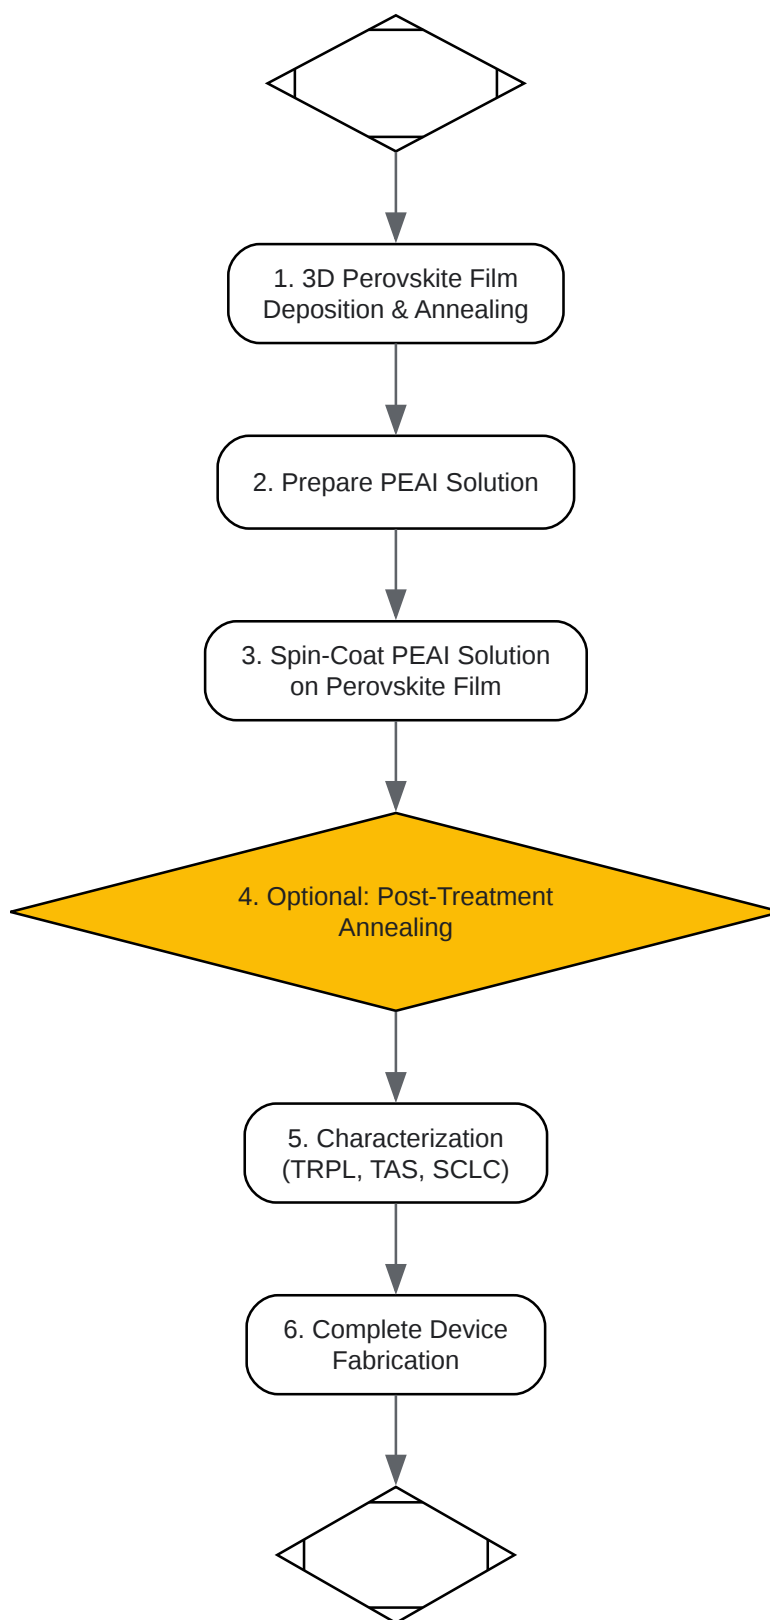 1. 3D Perovskite Film
Deposition & Annealing
2. Prepare PEAI Solution
3. Spin-Coat PEAI Solution
on Perovskite Film
4. Optional: Post-Treatment
Annealing
5. Characterization
(TRPL, TAS, SCLC)
6. Complete Device
Fabrication